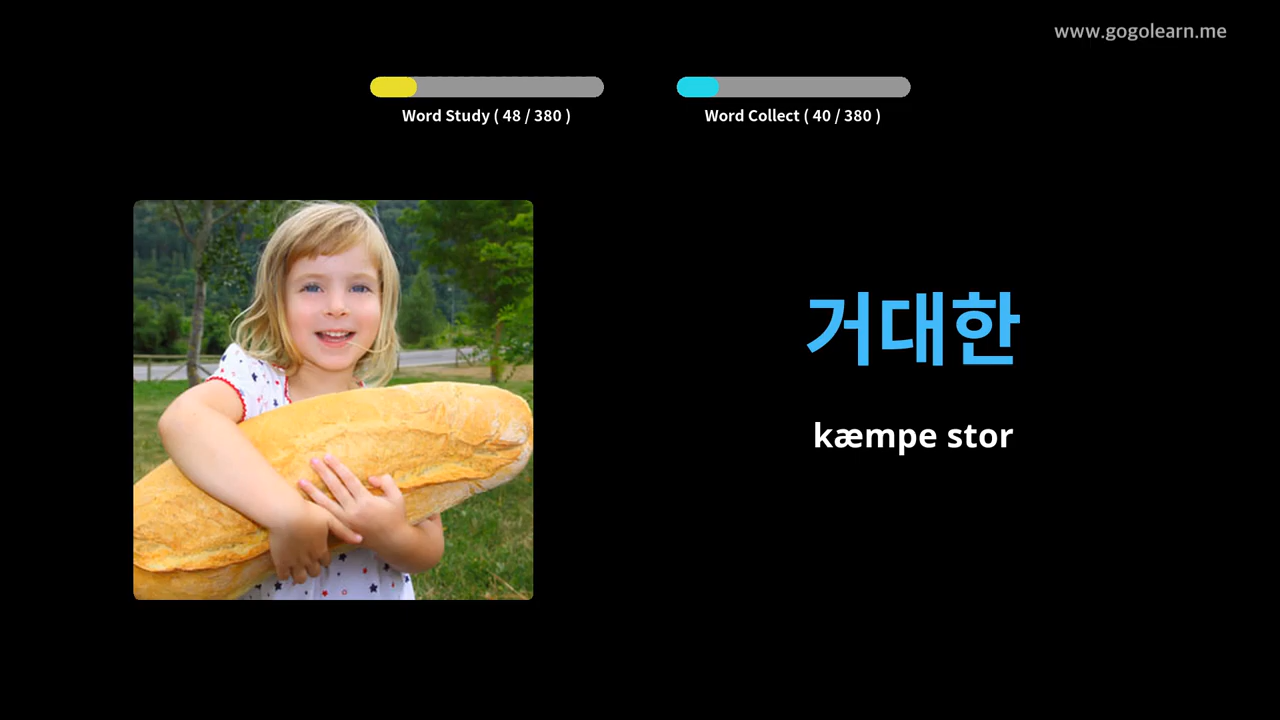 www.gogolearn.me
Word Study ( 48 / 380 )
Word Collect ( 40 / 380 )
거대한
kæmpe stor